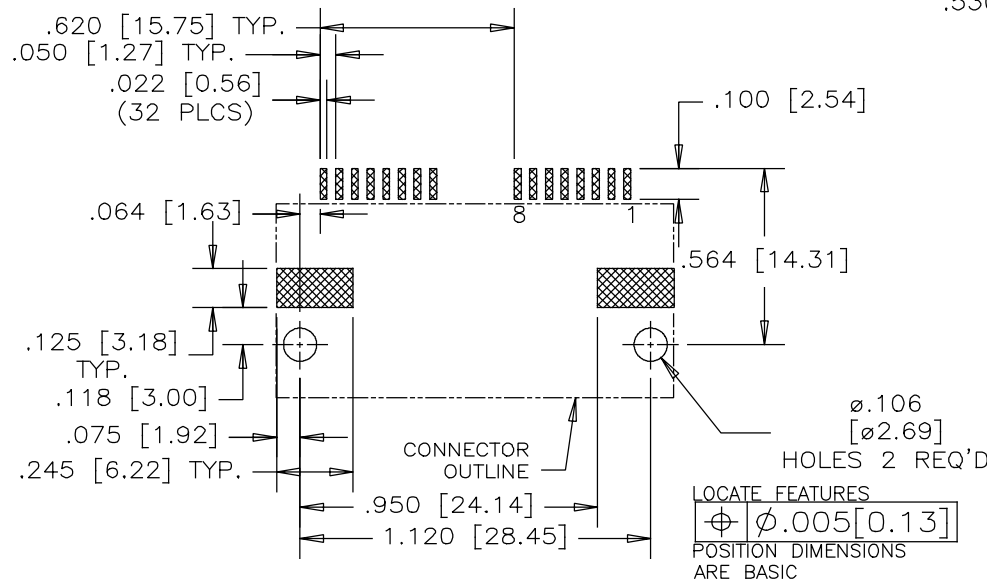 .530
.620 [15.75] TYP.
.050 [1.27] TYP.
.022 [0.56]
(32 PLCS)
.100 [2.54]
.064 [1.63]
8 1
.564 [14.31]
.125 [3.18]
TYP.
.118 [3.00]
.075 [1.92]
.245 [6.22] TYP.
CONNECTOR
OUTLINE
ø.106
[ø2.69]
HOLES 2 REQ'D
.950 [24.14]
1.120 [28.45]
LOCATE FEATURES
⌖ Ø.005[0.13]
POSITION DIMENSIONS
ARE BASIC